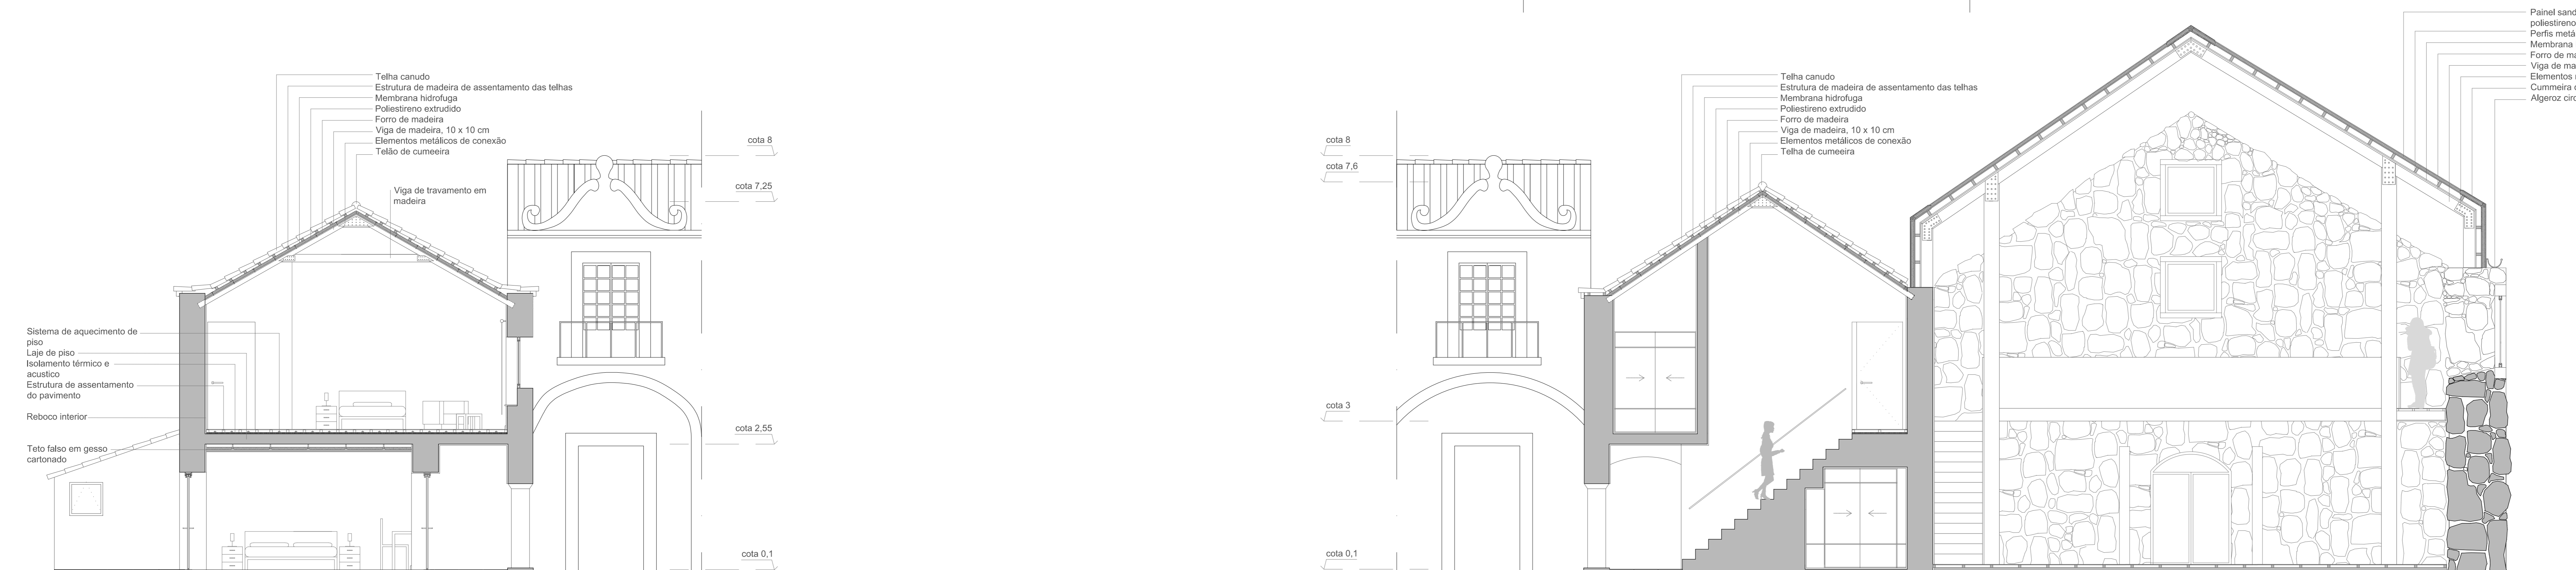 Telha canudo
Estrutura de madeira de assentamento das telhas
Membrana hidrofuga
Poliestireno extrudido
Forro de madeira
Viga de madeira, 10 x 10 cm
Elementos metálicos de conexão
Telão de cumeeira
Viga de travamento em
madeira
Sistema de aquecimento de
piso
Laje de piso
Isolamento térmico e
acustico
Estrutura de assentamento
do pavimento
Reboco interior
Teto falso em gesso
cartonado
cota 8
cota 7,25
cota 2,55
cota 0,1
cota 8
cota 7,6
cota 3
cota 0,1
Telha canudo
Estrutura de madeira de assentamento das telhas
Membrana hidrofuga
Poliestireno extrudido
Forro de madeira
Viga de madeira, 10 x 10 cm
Elementos metálicos de conexão
Telha de cumeeira
Painel
poliestireno
Perfis
Membrana
Forro de
Viga de
Elementos
Cummeira
Algeroz